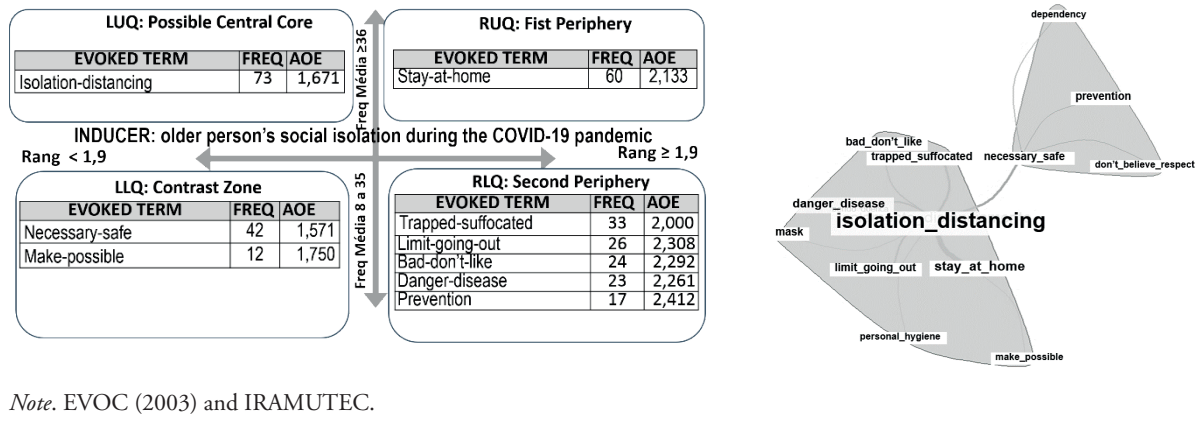 LUQ: Possible Central Core
EVOKED TERM FREQ AOE
Isolation-distancing 73 1,671
Freq Média ≥36
RUQ: Fist Periphery
EVOKED TERM FREQ AOE
Stay-at-home 60 2,133
INDUCER: older person's social isolation during the COVID-19 pandemic
Rang < 1,9
Rang ≥ 1,9
LLQ: Contrast Zone
EVOKED TERM FREQ AOE
Necessary-safe 42 1,571
Make-possible 12 1,750
Freq Média 8 a 35
RLQ: Second Periphery
EVOKED TERM FREQ AOE
Trapped-suffocated 33 2,000
Limit-going-out 26 2,308
Bad-don't-like 24 2,292
Danger-disease 23 2,261
Prevention 17 2,412
dependency
prevention
bad_don't_like
trapped_suffocated
necessary_safe
don't_believe_respect
danger_disease
isolation_distancing
mask
limit_going_out
stay_at_home
personal_hygiene
make_possible
Note. EVOC (2003) and IRAMUTEC.